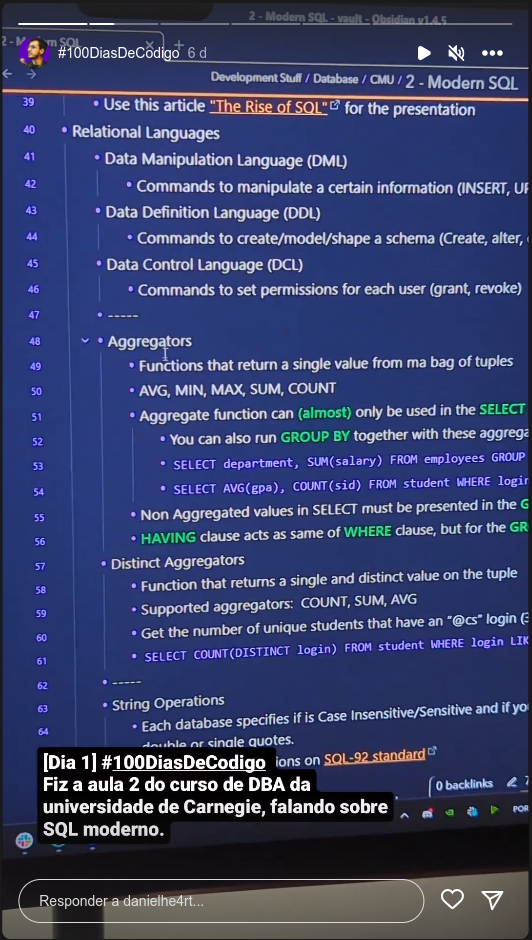 2 - Modern SQL - vault - Obsidian v1.4.5
#100DiasDeCodigo 6 d
Development Stuff / Database / CMU / 2 - Modern SQL
39 • Use this article "The Rise of SQL" for the presentation
40 • Relational Languages
41 • Data Manipulation Language (DML)
42 • Commands to manipulate a certain information (INSERT, UP
43 • Data Definition Language (DDL)
44 • Commands to create/model/shape a schema (Create, alter,
45 • Data Control Language (DCL)
46 • Commands to set permissions for each user (grant, revoke)
47 • -----
48 • Aggregators
49 • Functions that return a single value from ma bag of tuples
50 • AVG, MIN, MAX, SUM, COUNT
51 • Aggregate function can (almost) only be used in the SELECT
52 • You can also run GROUP BY together with these aggrega
53 • SELECT department, SUM(salary) FROM employees GROUP
54 • SELECT AVG(gpa), COUNT(sid) FROM student WHERE login
55 • Non Aggregated values in SELECT must be presented in the G
56 • HAVING clause acts as same of WHERE clause, but for the GR
57 • Distinct Aggregators
58 • Function that returns a single and distinct value on the tuple
59 • Supported aggregators: COUNT, SUM, AVG
60 • Get the number of unique students that have an "@cs" login (
61 • SELECT COUNT(DISTINCT login) FROM student WHERE login LIK
62 • -----
63 • String Operations
64 • Each database specifies if is Case Insensitive/Sensitive and if yo
double or single quotes.
ions on SQL-92 standard
0 backlinks
POR
[Dia 1] #100DiasDeCodigo
Fiz a aula 2 do curso de DBA da
universidade de Carnegie, falando sobre
SQL moderno.
Responder a danielhe4rt...